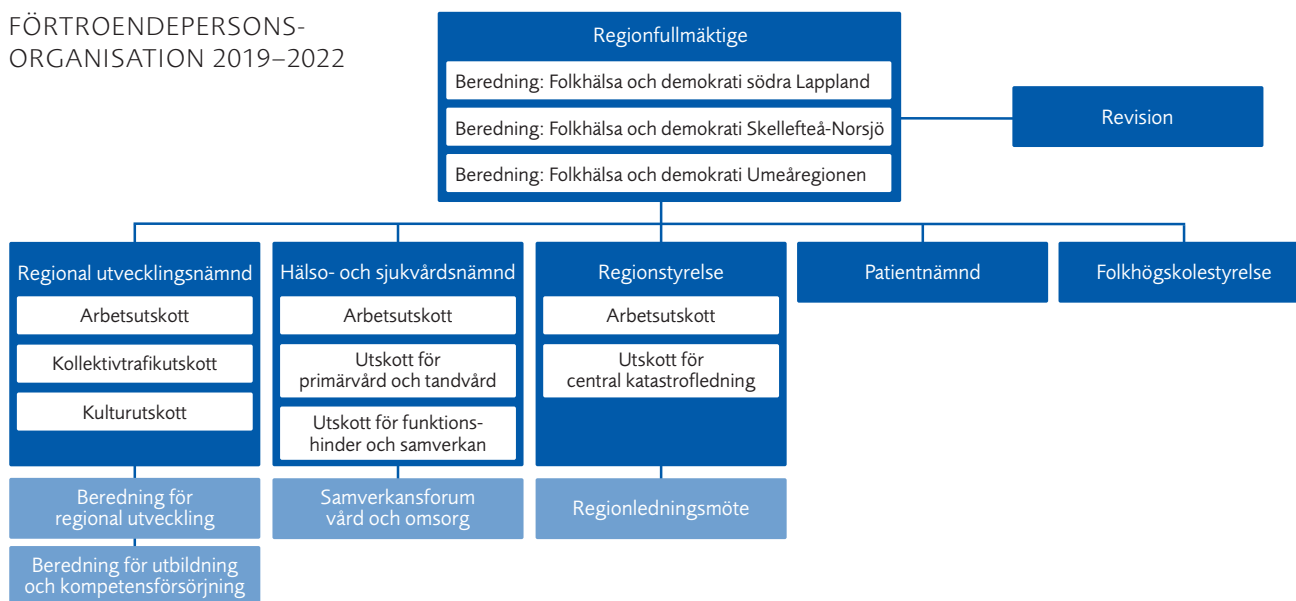 FÖRTROENDEPERSONS-
ORGANISATION 2019–2022
Regionfullmäktige
Beredning: Folkhälsa och demokrati södra Lappland
Beredning: Folkhälsa och demokrati Skellefteå-Norsjö
Beredning: Folkhälsa och demokrati Umeåregionen
Revision
Regional utvecklingsnämnd
Arbetsutskott
Kollektivtrafikutskott
Kulturutskott
Beredning för
regional utveckling
Beredning för utbildning
och kompetensförsörjning
Hälso- och sjukvårdsnämnd
Arbetsutskott
Utskott för
primärvård och tandvård
Utskott för funktions-
hinder och samverkan
Samverkansforum
vård och omsorg
Regionstyrelse
Arbetsutskott
Utskott för
central katastrofledning
Regionledningsmöte
Patientnämnd
Folkhögskolestyrelse